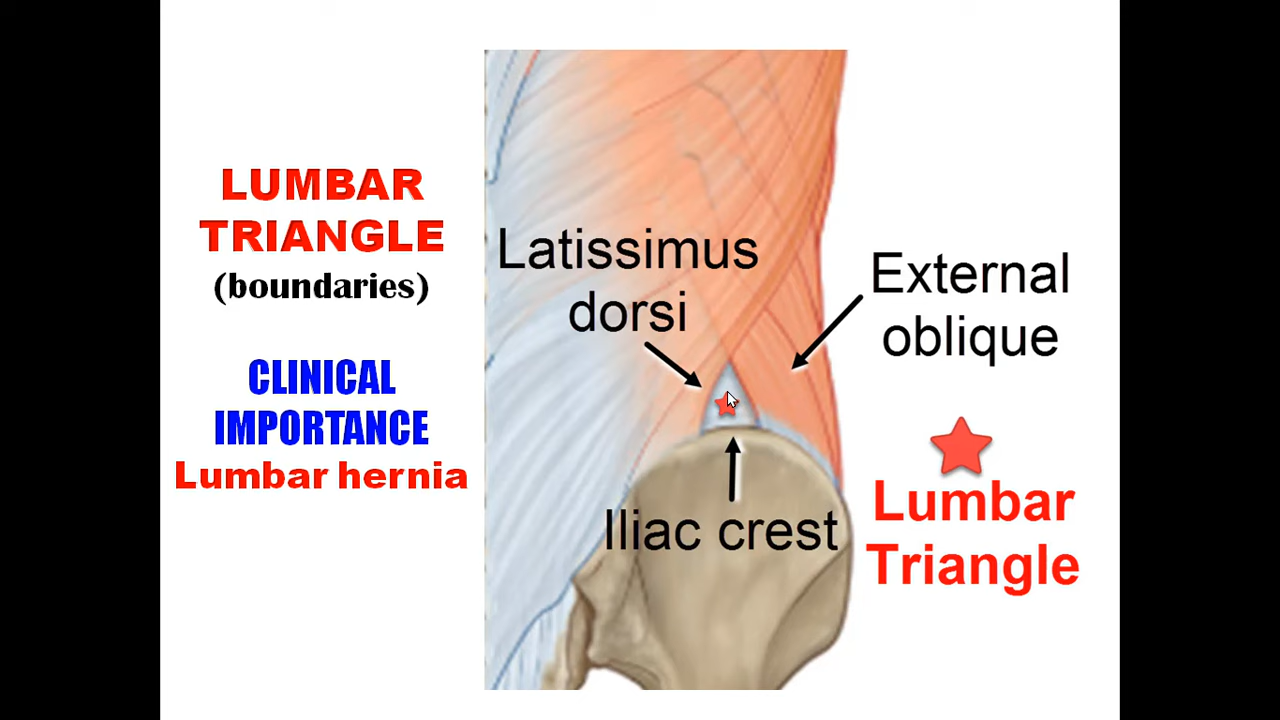 LUMBAR
TRIANGLE
(boundaries)
CLINICAL
IMPORTANCE
Lumbar hernia
Latissimus
dorsi
External
oblique
Iliac crest
Lumbar
Triangle